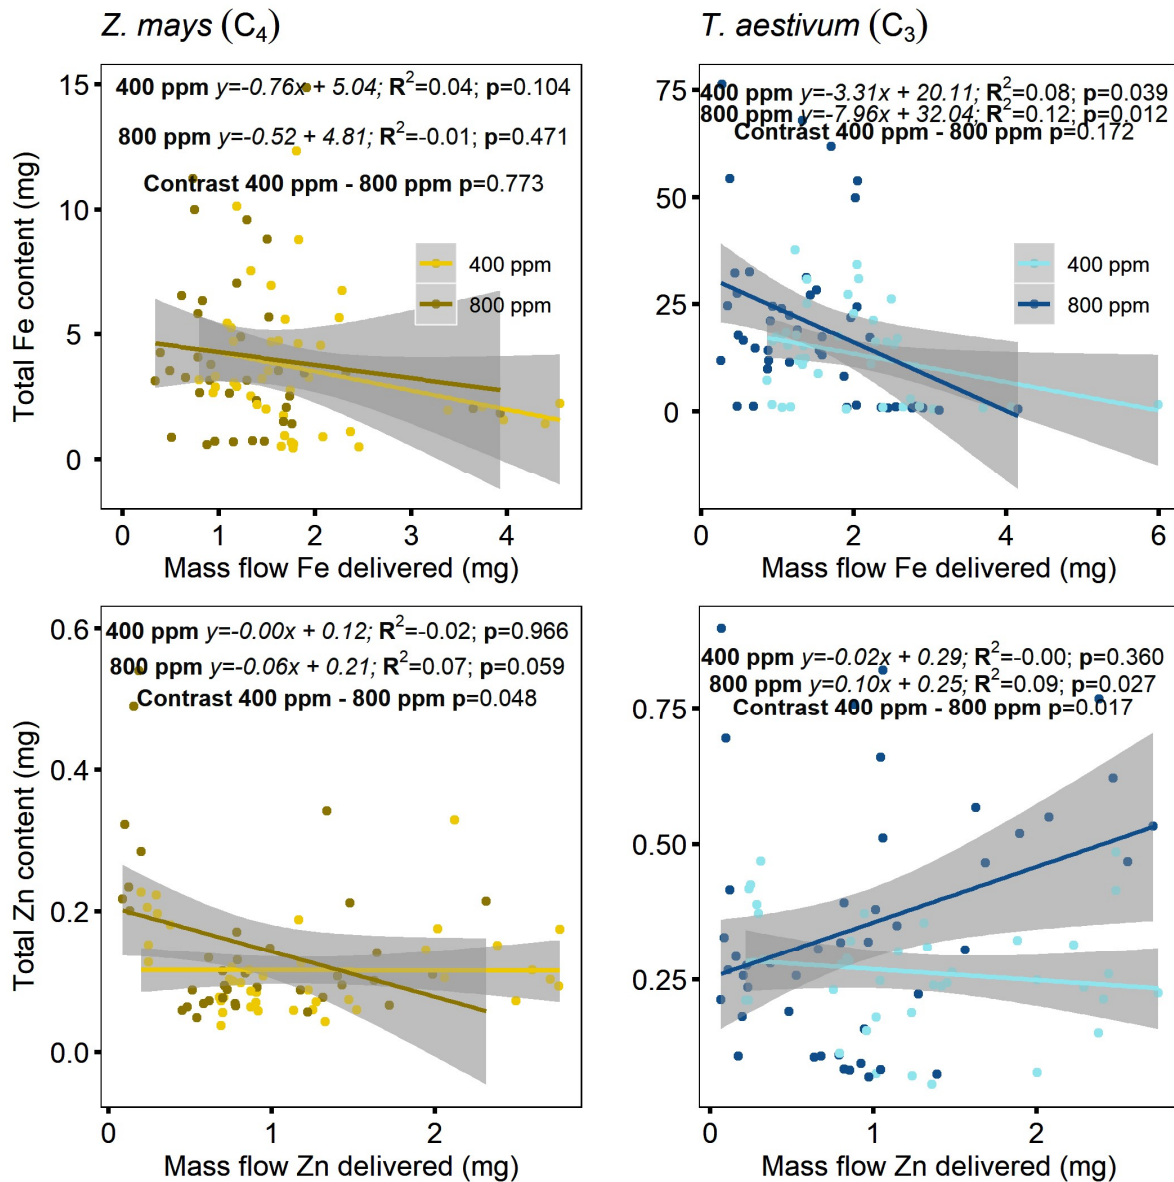 Z. mays (C4)
T. aestivum (C3)
Total Fe content (mg)
15
10
5
0
400 ppm y=-0.76x + 5.04; R2=0.04; p=0.104
800 ppm y=-0.52 + 4.81; R2=-0.01; p=0.471
Contrast 400 ppm - 800 ppm p=0.773
400 ppm
800 ppm
0 1 2 3 4
Mass flow Fe delivered (mg)
75
50
25
0
400 ppm y=-3.31x + 20.11; R2=0.08; p=0.039
800 ppm y=-7.96x + 32.04; R2=0.12; p=0.012
Contrast 400 ppm - 800 ppm p=0.172
400 ppm
800 ppm
0 2 4 6
Mass flow Fe delivered (mg)
Total Zn content (mg)
0.6
0.4
0.2
0.0
400 ppm y=-0.00x + 0.12; R2=-0.02; p=0.966
800 ppm y=-0.06x + 0.21; R2=0.07; p=0.059
Contrast 400 ppm - 800 ppm p=0.048
0 1 2
Mass flow Zn delivered (mg)
0.75
0.50
0.25
400 ppm y=-0.02x + 0.29; R2=-0.00; p=0.360
800 ppm y=0.10x + 0.25; R2=0.09; p=0.027
Contrast 400 ppm - 800 ppm p=0.017
0 1 2
Mass flow Zn delivered (mg)